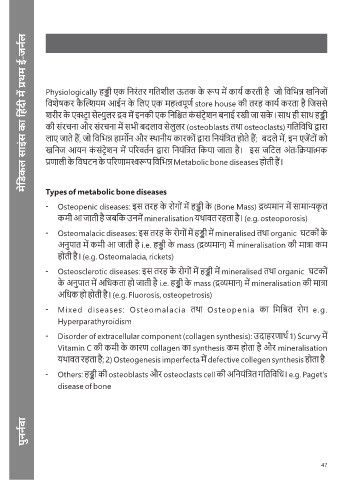 मेडिकल साईंस का हिंदी में प्रथम ई-जर्नल
Physiologically हड्डी एक निरंतर गतिशील ऊतक के रूप में कार्य करती है जो विभिन्न खनिजों
विशेषकर कैल्शियम आईन के लिए एक महत्वपूर्ण store house की तरह कार्य करता है जिससे
शरीर के एक्स्ट्रा सेल्युलर द्रव में इनकी एक निश्चित कंसंट्रेशन बनाई रखी जा सके। साथ ही साथ हड्डी
की संरचना और संरचना में सभी बदलाव सेलुलर (osteoblasts तथा osteoclasts) गतिविधि द्वारा
लाए जाते हैं, जो विभिन्न हार्मोन और स्थानीय कारकों द्वारा नियंत्रित होते हैं; बदले में, इन एजेंटों को
खनिज आयन कंसंट्रेशन में परिवर्तन द्वारा नियंत्रित किया जाता है। इस जटिल अंतःक्रियात्मक
प्रणाली के विघटन के परिणामस्वरूप विभिन्न Metabolic bone diseases होती हैं।
Types of metabolic bone diseases
- Osteopenic diseases: इस तरह के रोगों में हड्डी के (Bone Mass) द्रव्यमान में सामान्यकृत
कमी आ जाती है जबकि उनमें mineralisation यथावत रहता है। (e.g. osteoporosis)
- Osteomalacic diseases: इस तरह के रोगों में हड्डी में mineralised तथा organic घटकों के
अनुपात में कमी आ जाती है i.e. हड्डी के mass (द्रव्यमान) में mineralisation की मात्रा कम
होती है। (e.g. Osteomalacia, rickets)
- Osteosclerotic diseases: इस तरह के रोगों में हड्डी में mineralised तथा organic घटकों
के अनुपात में अधिकता हो जाती है i.e. हड्डी के mass (द्रव्यमान) में mineralisation की मात्रा
अधिक हो होती है। (e.g. Fluorosis, osteopetrosis)
- Mixed diseases: Osteomalacia तथा Osteopenia का मिश्रित रोग e.g.
Hyperparathyroidism
- Disorder of extracellular component (collagen synthesis): उदाहरणार्थ 1) Scurvy में
Vitamin C की कमी के कारण collagen का synthesis कम होता है और mineralisation
यथावत रहता है; 2) Osteogenesis imperfecta में defective collegen synthesis होता है
- Others: हड्डी की osteoblasts और osteoclasts cell की अनियंत्रित गतिविधि। e.g. Paget's
disease of bone
पुनर्नवा
47